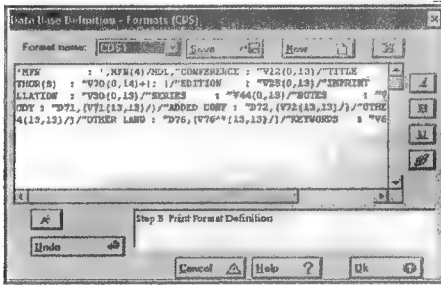 Data Base Definition - Formats (CDS)
Format name: CDS1 Save New
'MFN : ',MFN(4)/HDL,"CONFERENCE : "V12(0,13)/"TITLE
THOR(S) : "V70(0,14)+|; |/"EDITION : "V25(0,13)/"IMPRINT
LLATION : "V30(0,13)/"SERIES : "V44(0,13)/"NOTES : "
ODY : "D71,(V71(13,13)/)/"ADDED CONF : "D72,(V72(13,13)/)/"OTHE
4(13,13)/)/"OTHER LANG : "D76,(V76^*(13,13)/)/"KEYWORDS : "V6
Step 3 Print Format Definition
Undo
Cancel Help ? Ok